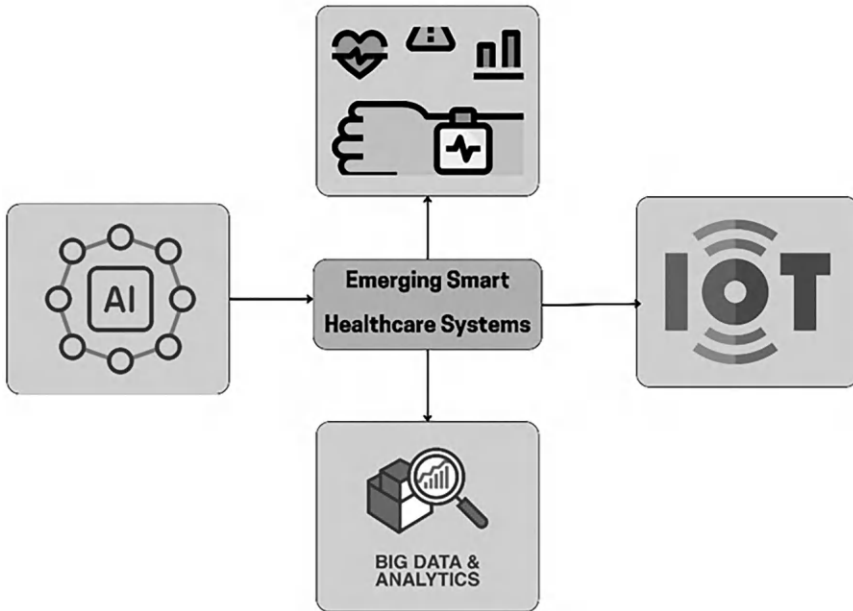 AI
Emerging Smart
Healthcare Systems
IOT
BIG DATA &
ANALYTICS